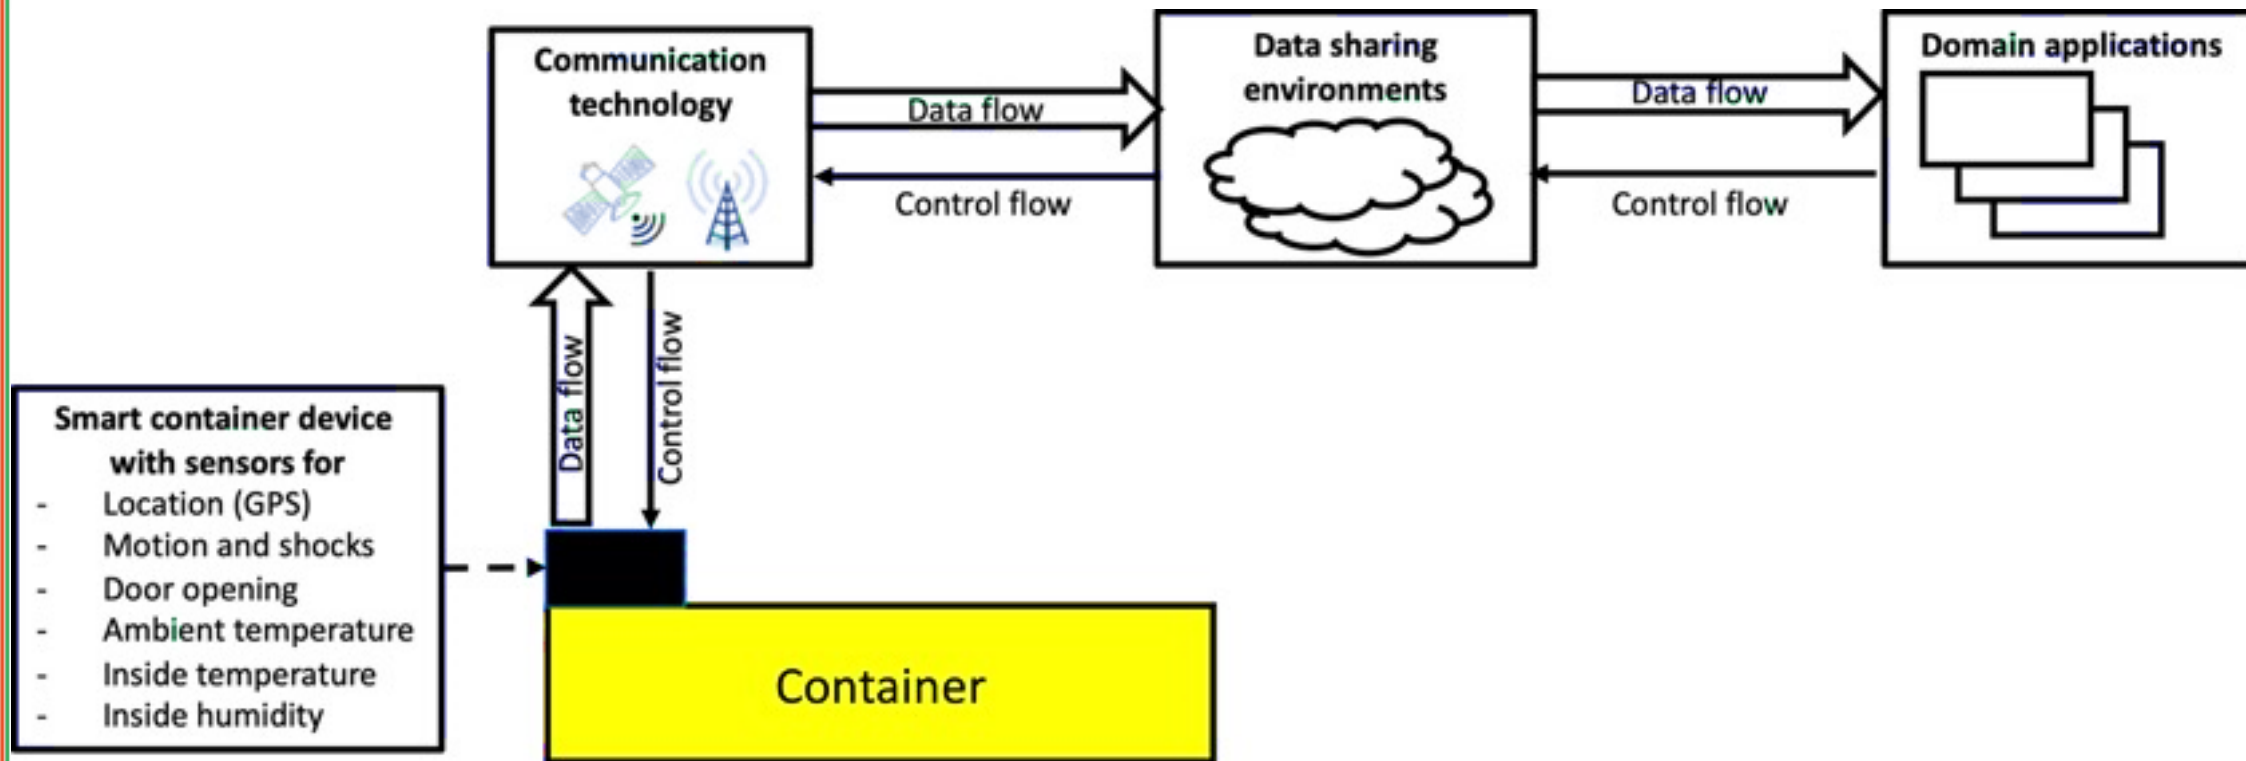 Communication
technology
Data flow
Control flow
Data sharing
environments
Data flow
Control flow
Domain applications
Data flow
Control flow
Smart container device
with sensors for
- Location (GPS)
- Motion and shocks
- Door opening
- Ambient temperature
- Inside temperature
- Inside humidity
Container